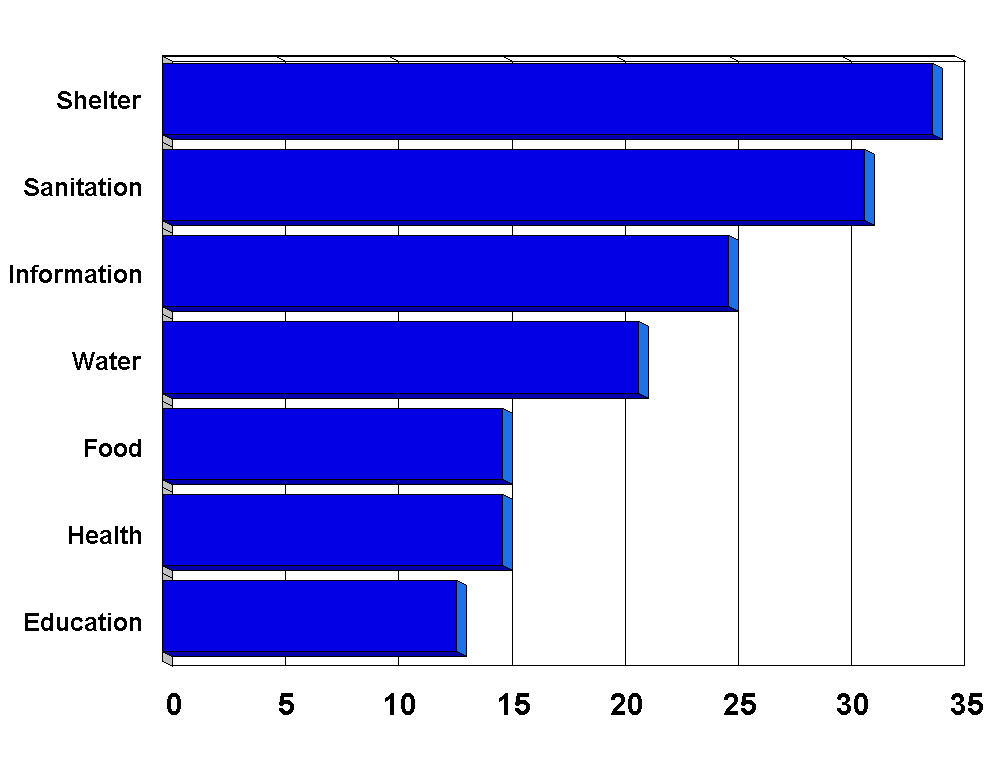 Shelter
Sanitation
Information
Water
Food
Health
Education
0 5 10 15 20 25 30 35